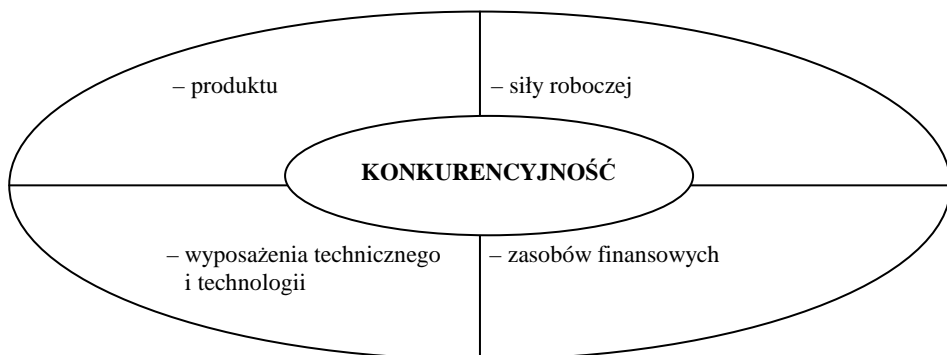 – produktu
– siły roboczej
KONKURENCYJNOŚĆ
– wyposażenia technicznego
i technologii
– zasobów finansowych